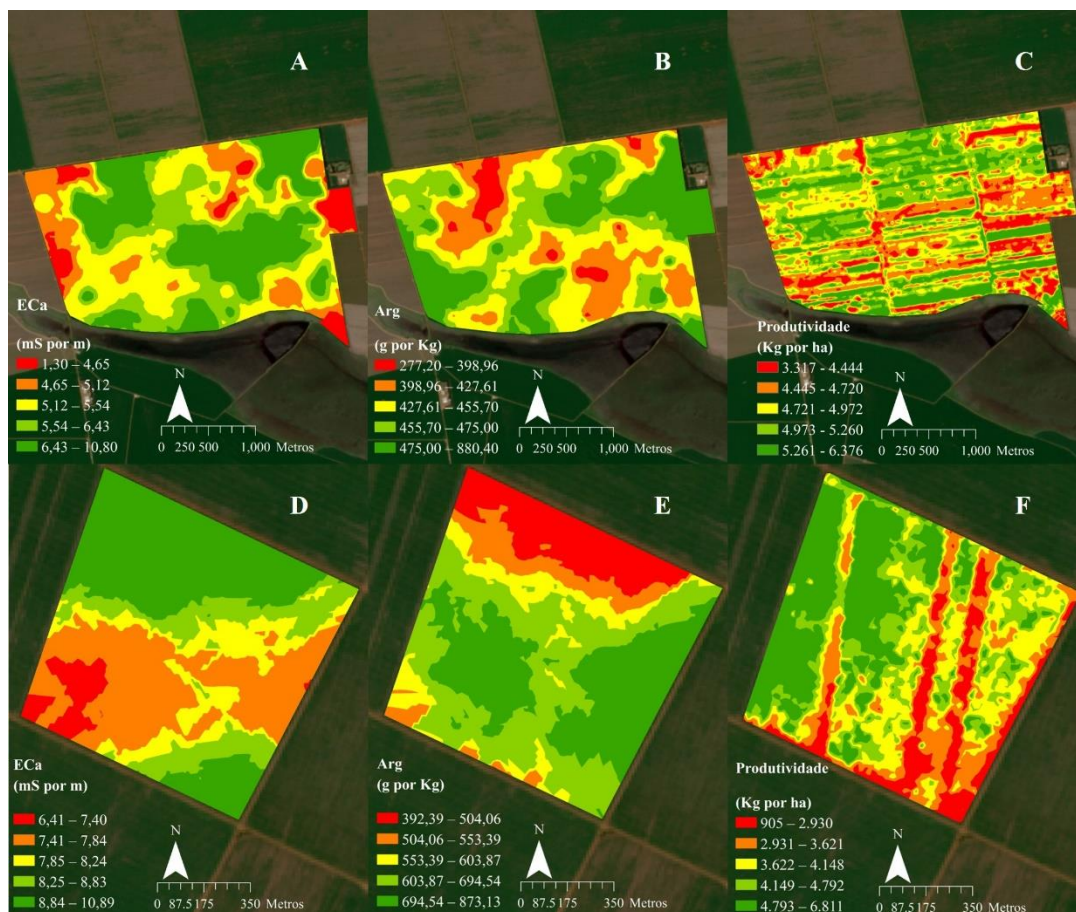 A
ECa
(mS por m)
1,30 – 4,65
4,65 – 5,12
5,12 – 5,54
5,54 – 6,43
6,43 – 10,80
N
0 250 500 1,000 Metros
B
Arg
(g por Kg)
277,20 – 398,96
398,96 – 427,61
427,61 – 455,70
455,70 – 475,00
475,00 – 880,40
N
0 250 500 1,000 Metros
C
Produtividade
(Kg por ha)
3.317 - 4.444
4.445 - 4.720
4.721 - 4.972
4.973 - 5.260
5.261 - 6.376
N
0 250 500 1,000 Metros
D
ECa
(mS por m)
6,41 – 7,40
7,41 – 7,84
7,85 – 8,24
8,25 – 8,83
8,84 – 10,89
N
0 87.5 175 350 Metros
E
Arg
(g por Kg)
392,39 – 504,06
504,06 – 553,39
553,39 – 603,87
603,87 – 694,54
694,54 – 873,13
N
0 87.5 175 350 Metros
F
Produtividade
(Kg por ha)
905 - 2.930
2.931 - 3.621
3.622 - 4.148
4.149 - 4.792
4.793 - 6.811
N
0 87.5 175 350 Metros